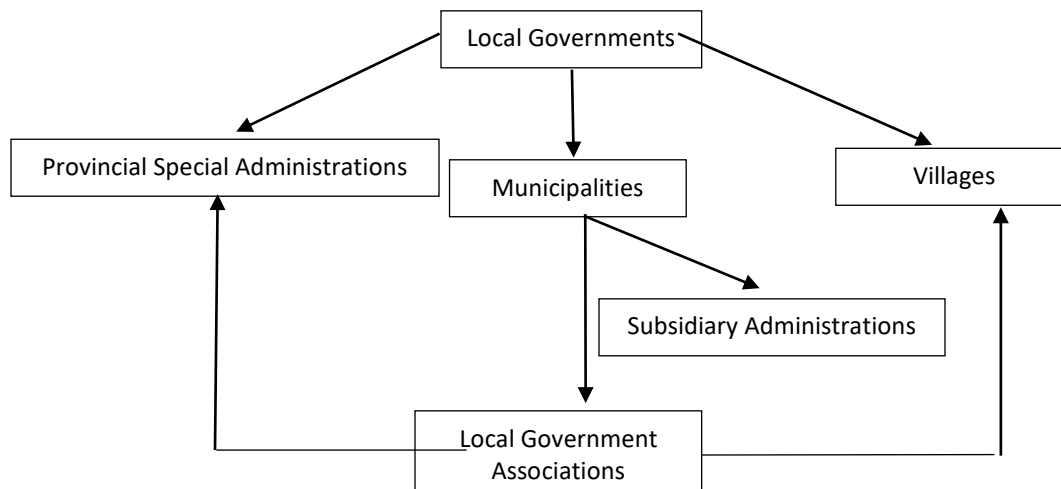 Local Governments
Provincial Special Administrations
Municipalities
Villages
Subsidiary Administrations
Local Government
Associations